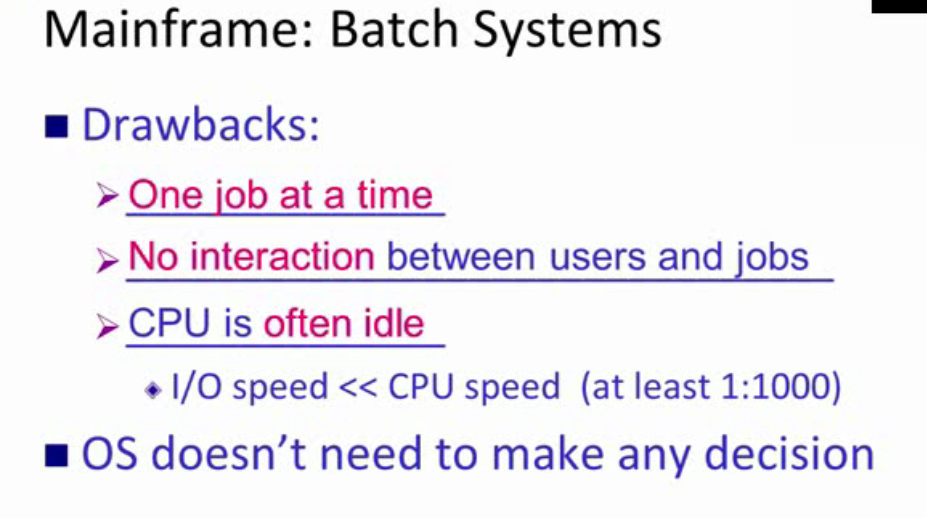 Mainframe: Batch Systems
Drawbacks:
One job at a time
No interaction between users and jobs
CPU is often idle
I/O speed << CPU speed (at least 1:1000)
OS doesn't need to make any decision